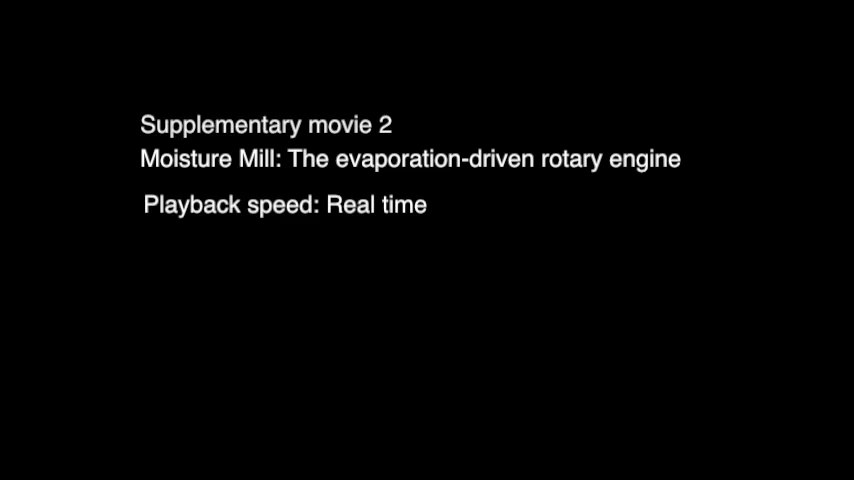 Supplementary movie 2
Moisture Mill: The evaporation-driven rotary engine
Playback speed: Real time